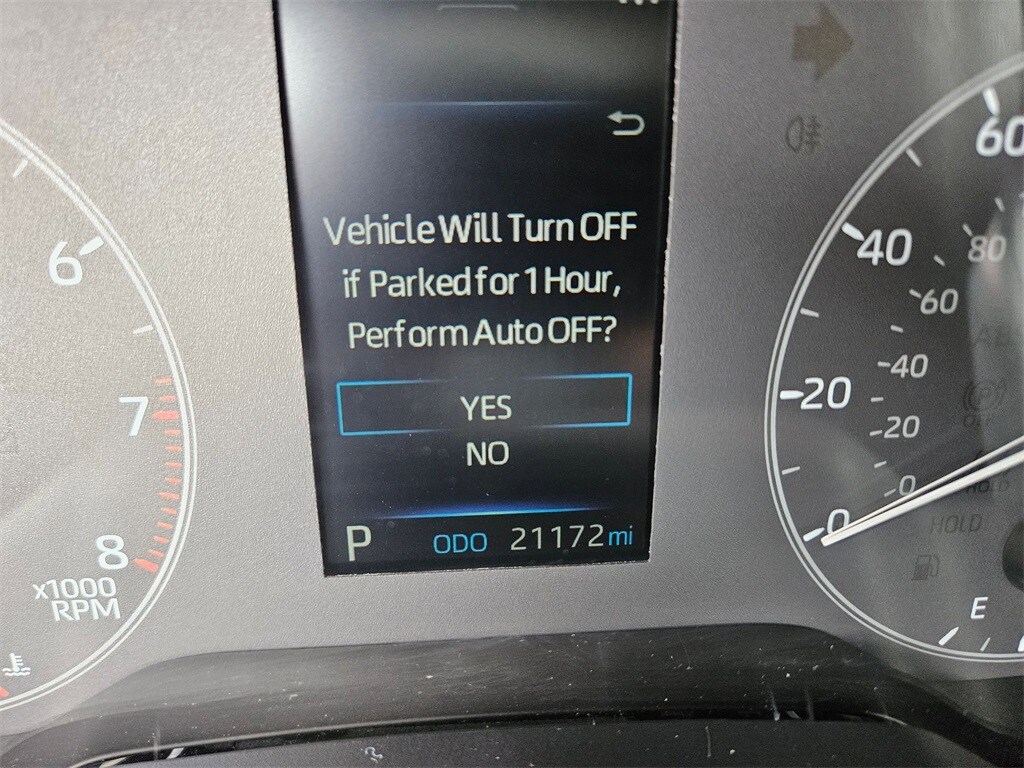 6
7
8
x1000
RPM
Vehicle Will Turn OFF
if Parked for 1 Hour,
Perform Auto OFF?
YES
NO
P ODO 21172 mi
60
40
20
0
80
60
40
20
0
HOLD
E